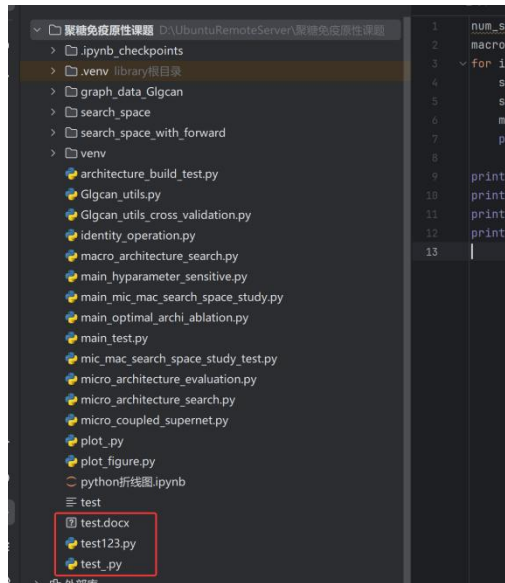 聚糖免疫原性课题 D:\UbuntuRemoteServer\聚糖免疫原性课题
.ipynb_checkpoints
.venv library根目录
graph_data_Glgcan
search_space
search_space_with_forward
venv
architecture_build_test.py
Glgcan_utils.py
Glgcan_utils_cross_validation.py
identity_operation.py
macro_architecture_search.py
main_hyparameter_sensitive.py
main_mic_mac_search_space_study.py
main_optimal_archi_ablation.py
main_test.py
mic_mac_search_space_study_test.py
micro_architecture_evaluation.py
micro_architecture_search.py
micro_coupled_supernet.py
plot_.py
plot_figure.py
python折线图.ipynb
test
test.docx
test123.py
test_.py
1 num_s
2 macro
3 for i
4 s
5 s
6 m
7 p
8
9 print
10 print
11 print
12 print
13